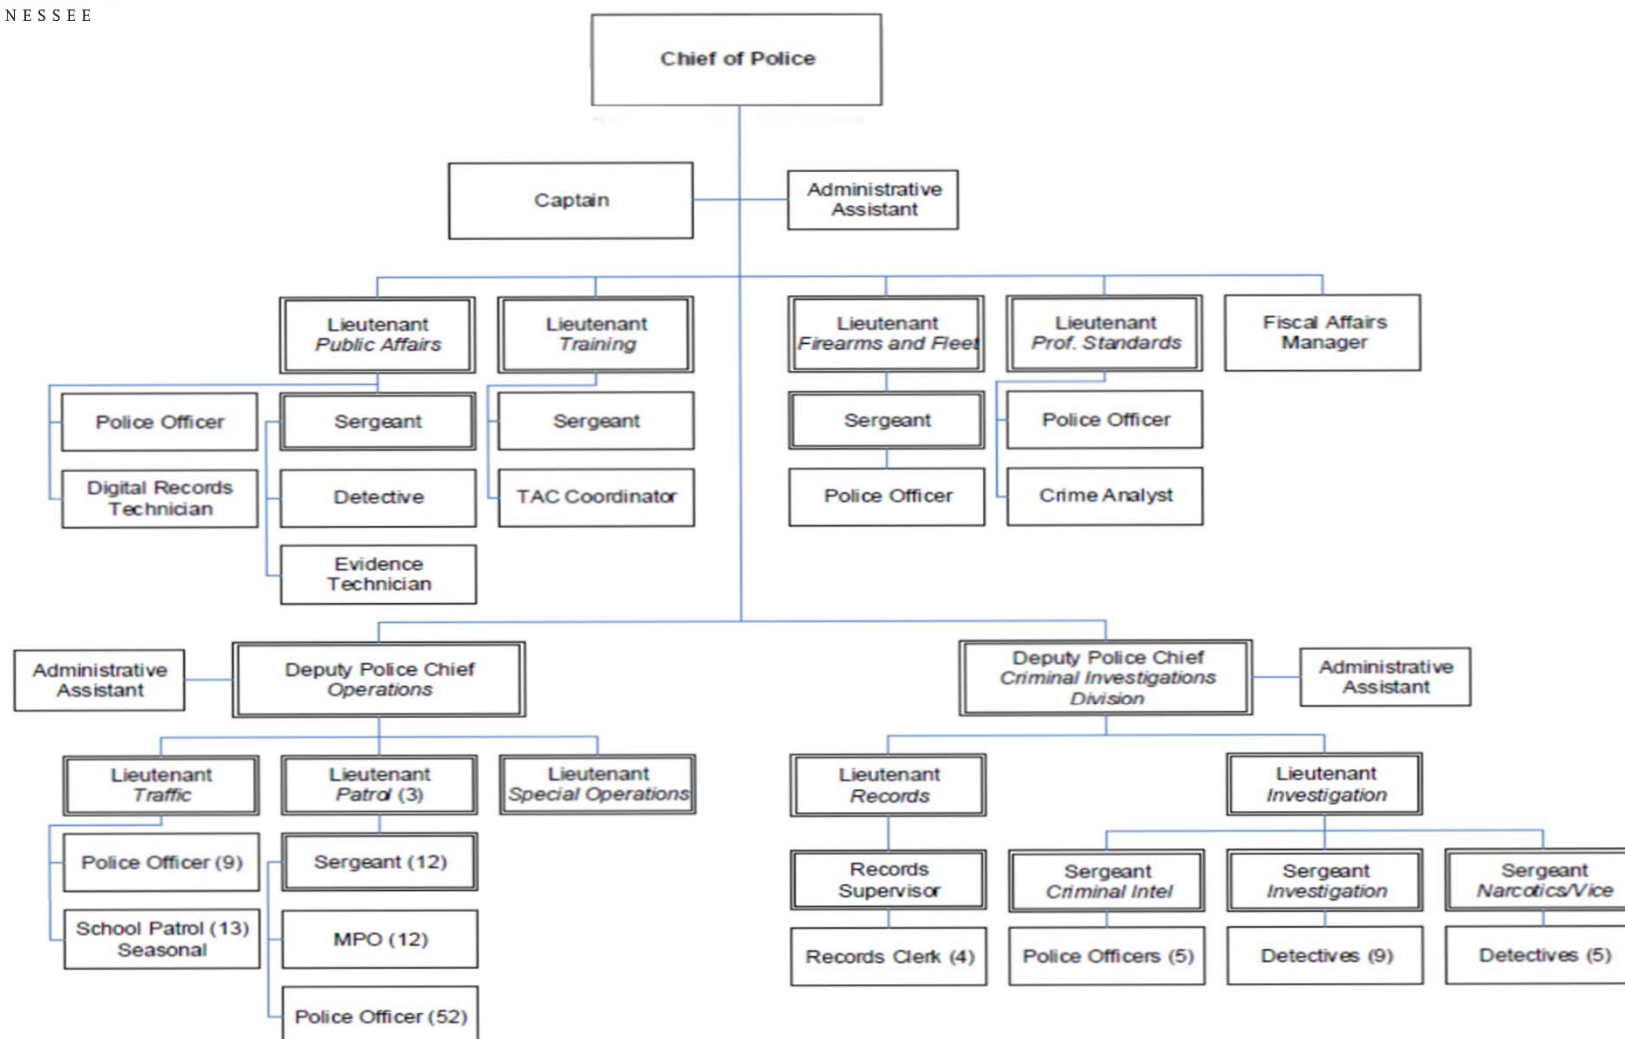 NESSEE
Chief of Police
Captain
Administrative
Assistant
Lieutenant
Public Affairs
Lieutenant
Training
Lieutenant
Firearms and Fleet
Lieutenant
Prof. Standards
Fiscal Affairs
Manager
Police Officer
Sergeant
Sergeant
Sergeant
Police Officer
Digital Records
Technician
Detective
TAC Coordinator
Police Officer
Crime Analyst
Evidence
Technician
Administrative
Assistant
Deputy Police Chief
Operations
Deputy Police Chief
Criminal Investigations
Division
Administrative
Assistant
Lieutenant
Traffic
Lieutenant
Patrol (3)
Lieutenant
Special Operations
Lieutenant
Records
Lieutenant
Investigation
Police Officer (9)
Sergeant (12)
Records
Supervisor
Sergeant
Criminal Intel
Sergeant
Investigation
Sergeant
Narcotics/Vice
School Patrol (13)
Seasonal
MPO (12)
Records Clerk (4)
Police Officers (5)
Detectives (9)
Detectives (5)
Police Officer (52)